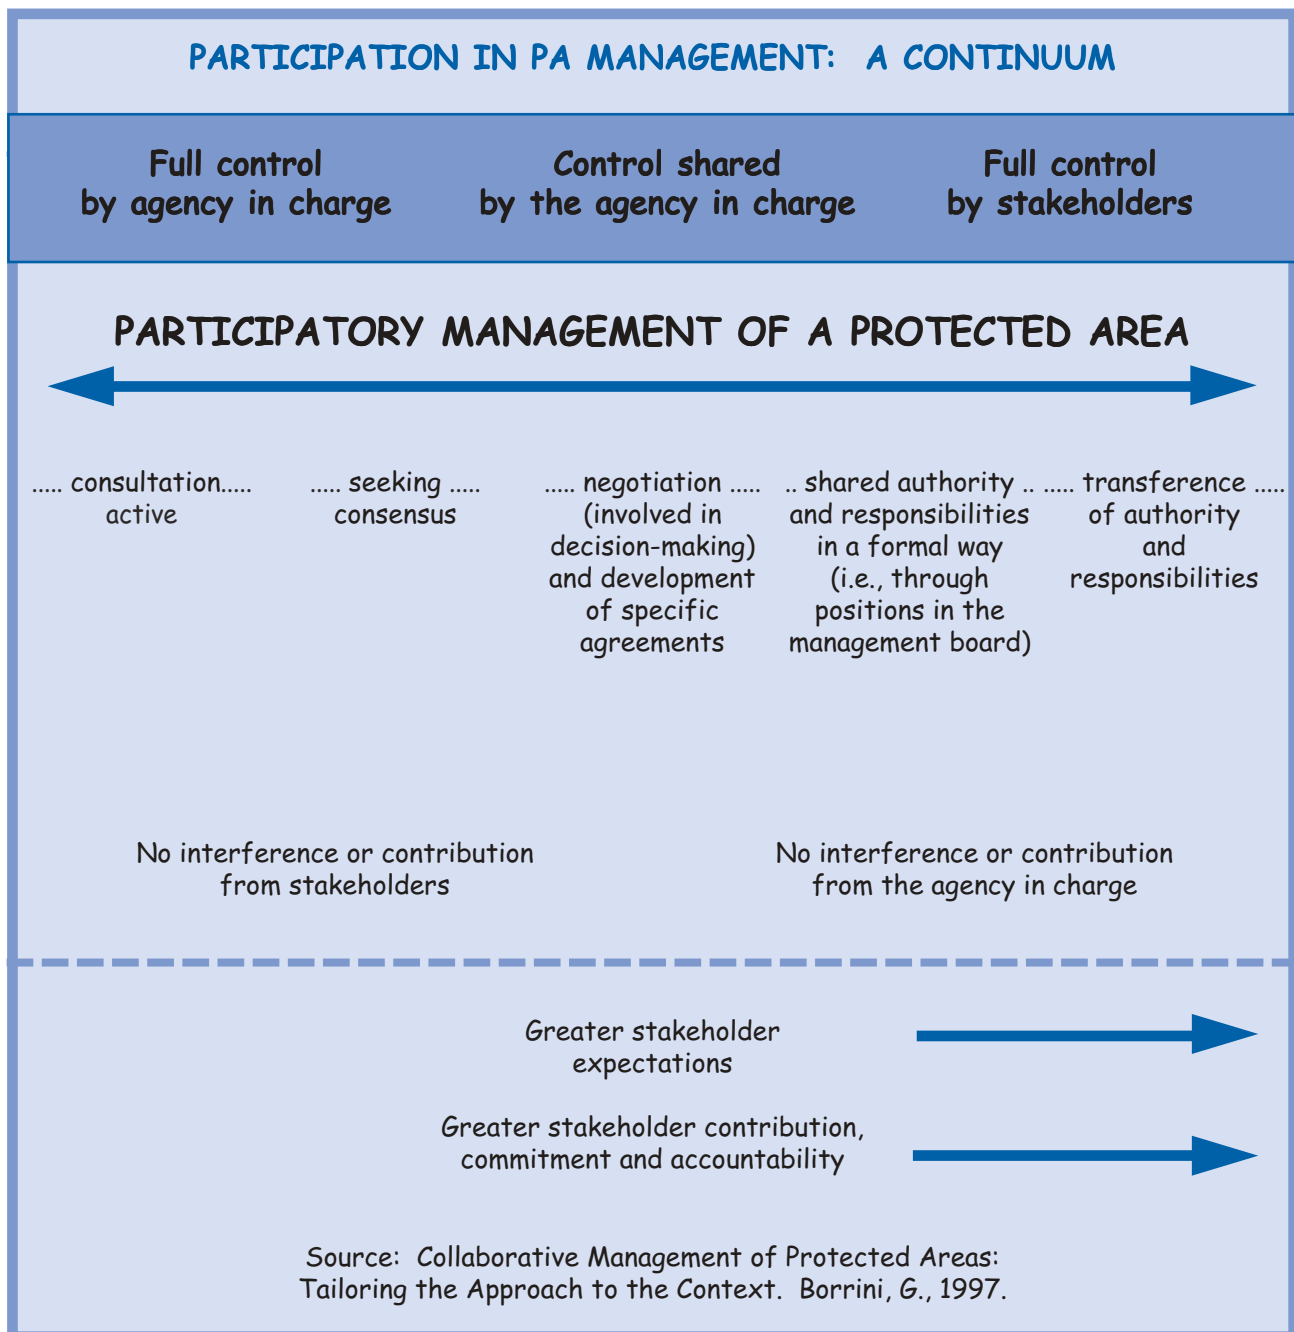 PARTICIPATION IN PA MANAGEMENT:  A CONTINUUM
Full control
by agency in charge
Control shared
by the agency in charge
Full control
by stakeholders
PARTICIPATORY MANAGEMENT OF A PROTECTED AREA
..... consultation.....
active
..... seeking .....
consensus
..... negotiation .....
(involved in
decision-making)
and development
of specific
agreements
.. shared authority ..
and responsibilities
in a formal way
(i.e., through
positions in the
management board)
..... transference .....
of authority
and
responsibilities
No interference or contribution
from stakeholders
No interference or contribution
from the agency in charge
Greater stakeholder
expectations
Greater stakeholder contribution,
commitment and accountability
Source:  Collaborative Management of Protected Areas:
Tailoring the Approach to the Context.  Borrini, G., 1997.